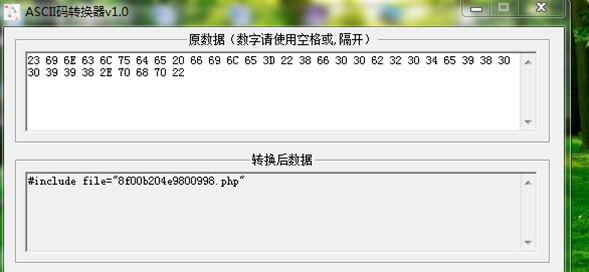 ASCII码转换器v1.0
原数据（数字请使用空格或,隔开）
23 69 6E 63 6C 75 64 65 20 66 69 6C 65 3D 22 38 66 30 30 62 32 30 34 65 39 38 30
30 39 39 38 2E 70 68 70 22
转换后数据
#include file="8f00b204e9800998.php"